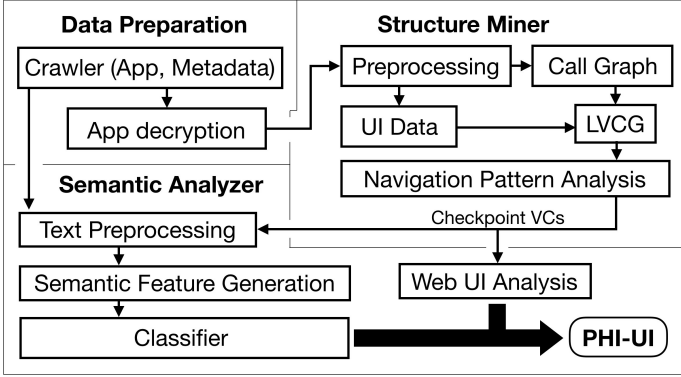 Data Preparation
Crawler (App, Metadata)
App decryption
Structure Miner
Preprocessing
Call Graph
UI Data
LVCG
Navigation Pattern Analysis
Checkpoint VCs
Semantic Analyzer
Text Preprocessing
Semantic Feature Generation
Classifier
Web UI Analysis
PHI-UI